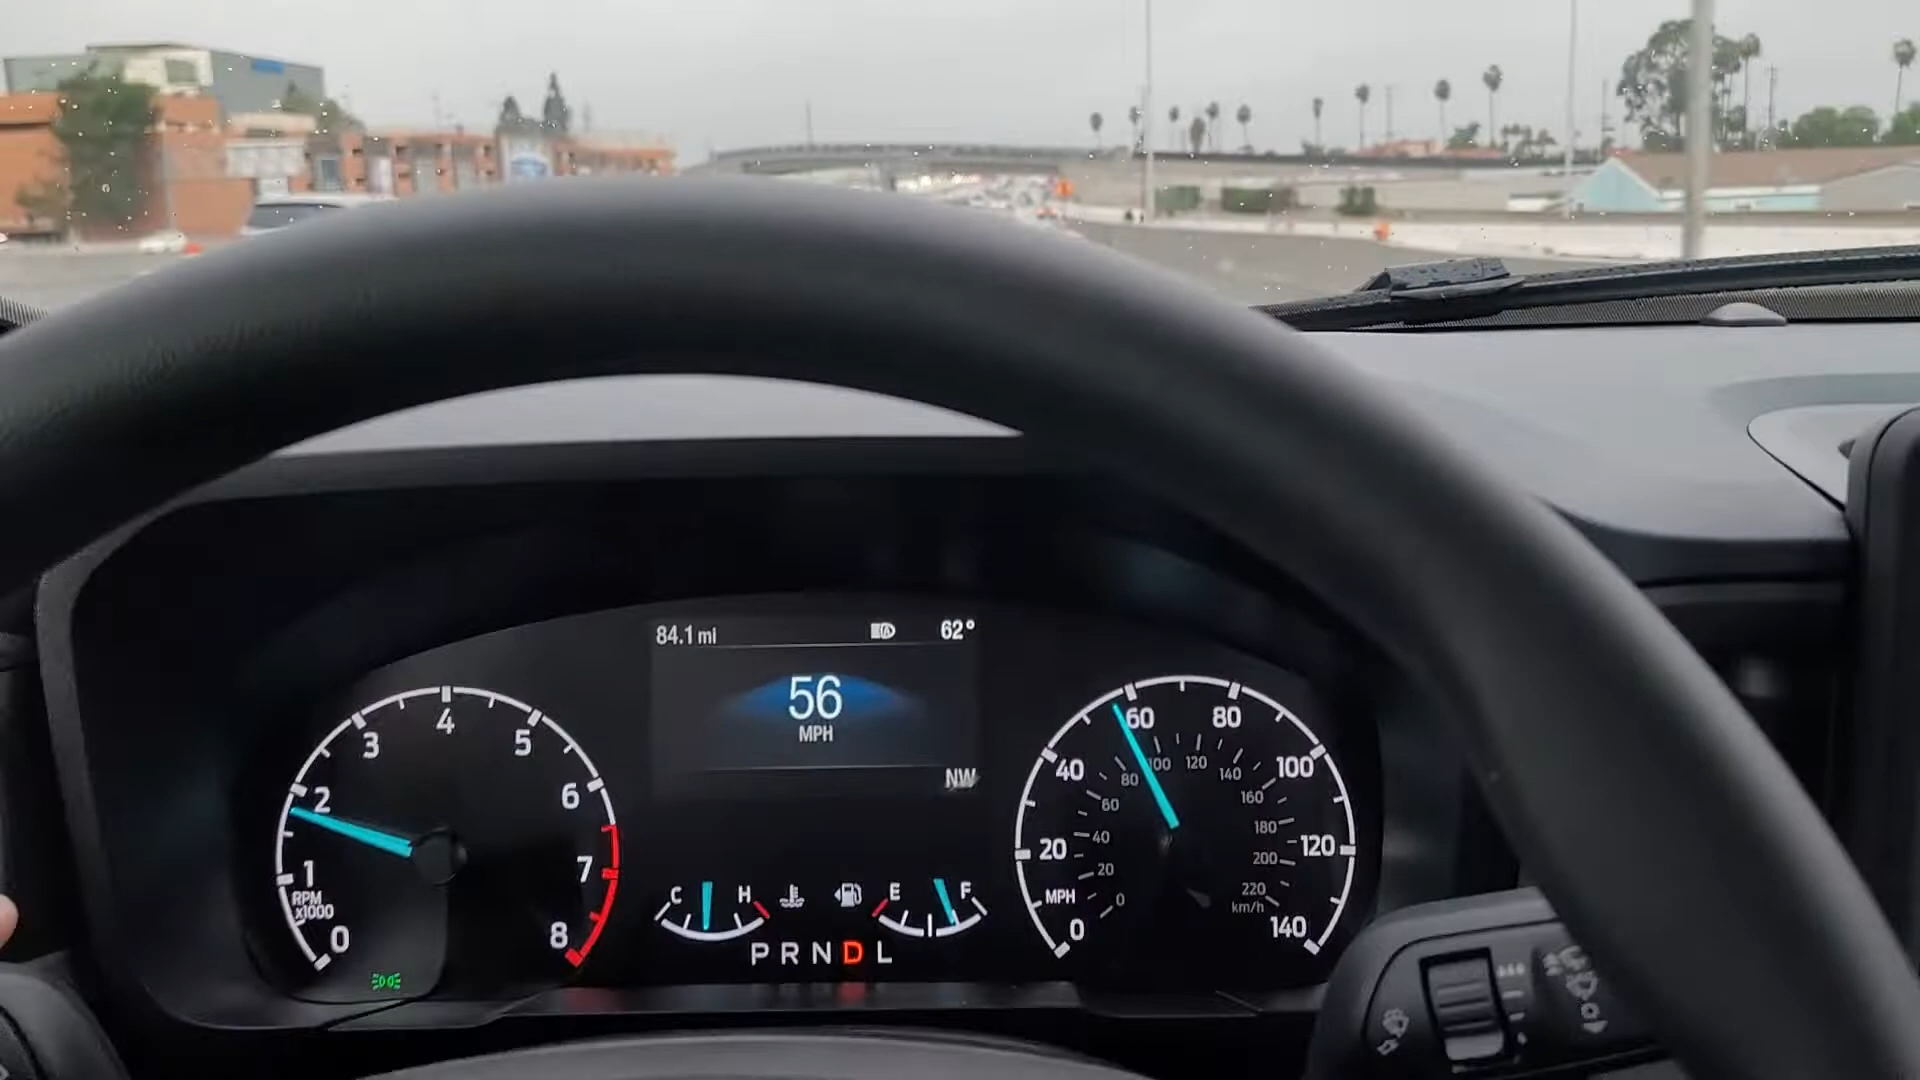 84.1 mi 62°
56
MPH
NW
0 1 2 3 4 5 6 7 8
RPM
x1000
C H
E F
P R N D L
0 20 40 60 80 100 120 140
MPH
0 20 40 60 80 100 120 140 160 180 200 220
km/h